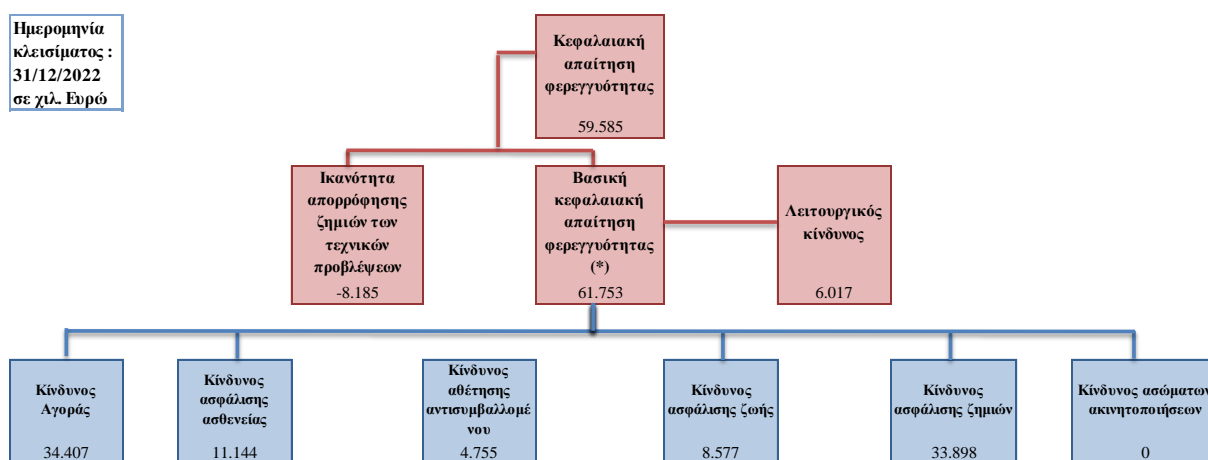 Ημερομηνία
κλεισίματος :
31/12/2022
σε χιλ. Ευρώ
Κεφαλαιακή
απαίτηση
φερεγγυότητας
59.585
Ικανότητα
απορρόφησης
ζημιών των
τεχνικών
προβλέψεων
-8.185
Βασική
κεφαλαιακή
απαίτηση
φερεγγυότητας
(*)
61.753
Λειτουργικός
κίνδυνος
6.017
Κίνδυνος
Αγοράς
34.407
Κίνδυνος
ασφάλισης
ασθενείας
11.144
Κίνδυνος
αθέτησης
αντισυμβαλλομέ
νου
4.755
Κίνδυνος
ασφάλισης ζωής
8.577
Κίνδυνος
ασφάλισης ζημιών
33.898
Κίνδυνος ασώματων
ακινητοποιήσεων
0